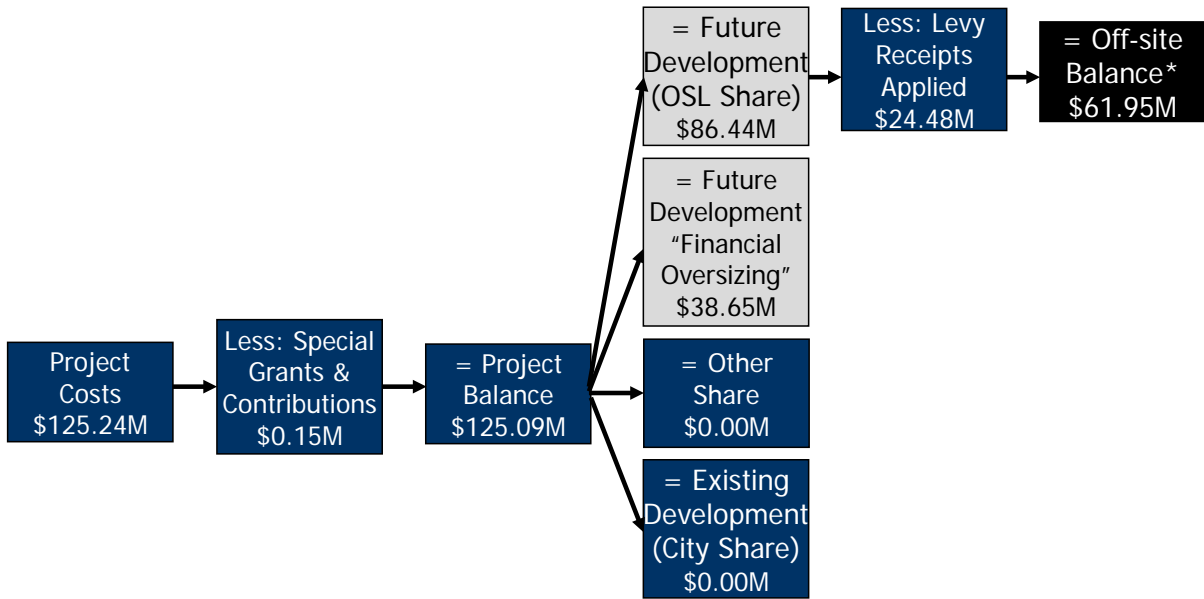 Project
Costs
$125.24M
Less: Special
Grants &
Contributions
$0.15M
= Project
Balance
$125.09M
= Future
Development
(OSL Share)
$86.44M
Less: Levy
Receipts
Applied
$24.48M
= Off-site
Balance*
$61.95M
= Future
Development
“Financial
Oversizing”
$38.65M
= Other
Share
$0.00M
= Existing
Development
(City Share)
$0.00M